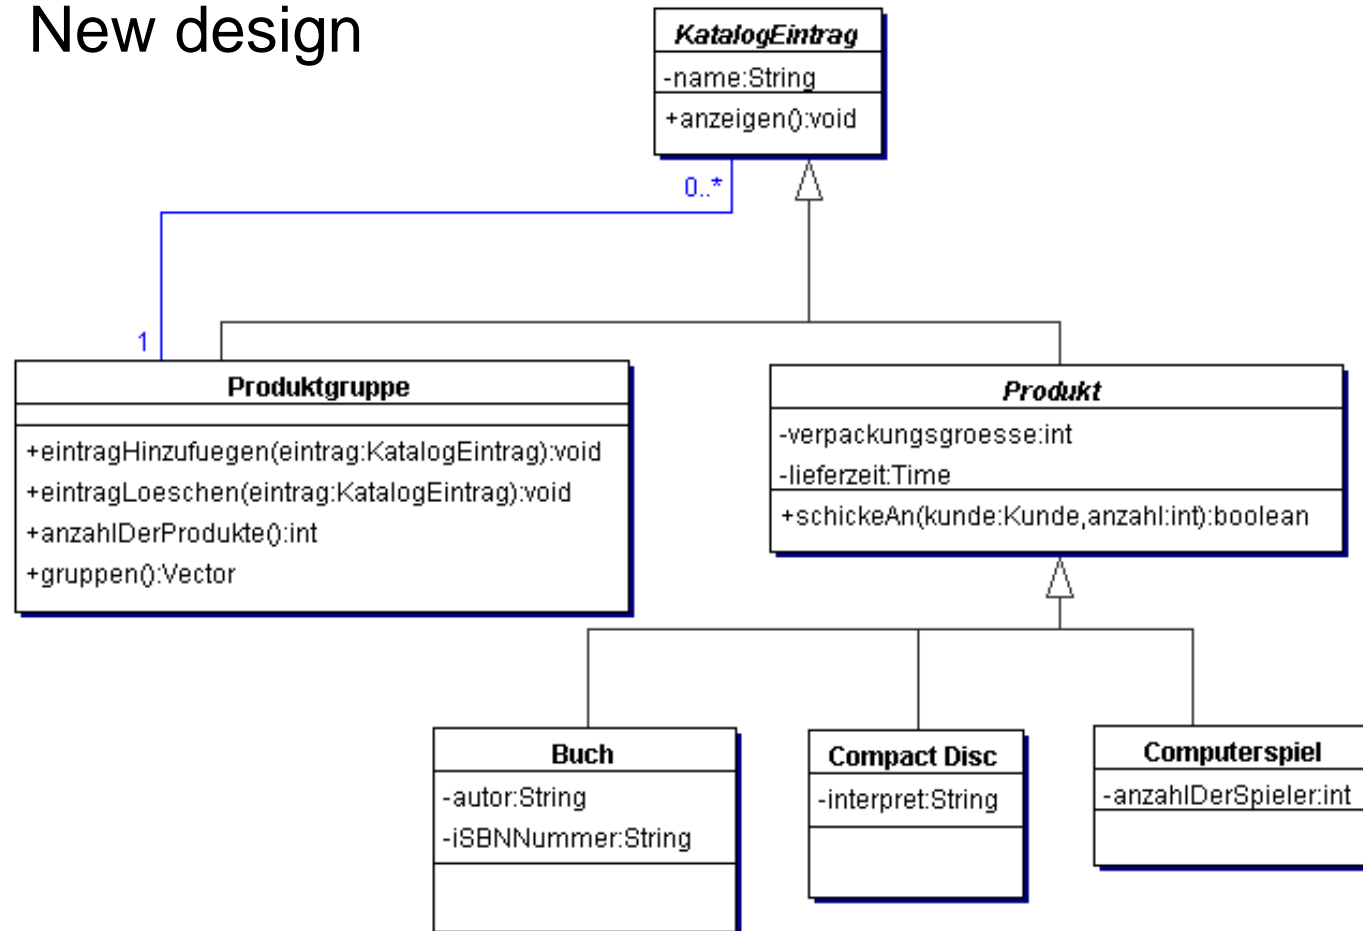 New design
KatalogEintrag
-name:String
+anzeigen():void
0..*
1
Produktgruppe
+eintragHinzufuegen(eintrag:KatalogEintrag):void
+eintragLoeschen(eintrag:KatalogEintrag):void
+anzahlDerProdukte():int
+gruppen():Vector
Produkt
-verpackungsgroesse:int
-lieferzeit:Time
+schickeAn(kunde:Kunde,anzahl:int):boolean
Buch
-autor:String
-iSBNNummer:String
Compact Disc
-interpret:String
Computerspiel
-anzahlDerSpieler:int